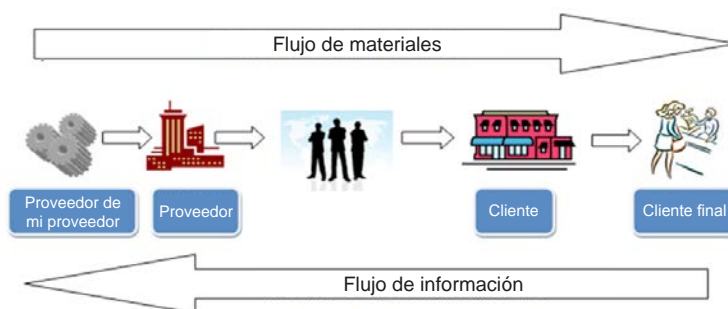 Flujo de materiales
Proveedor de
mi proveedor
Proveedor
Cliente
Cliente final
Flujo de información